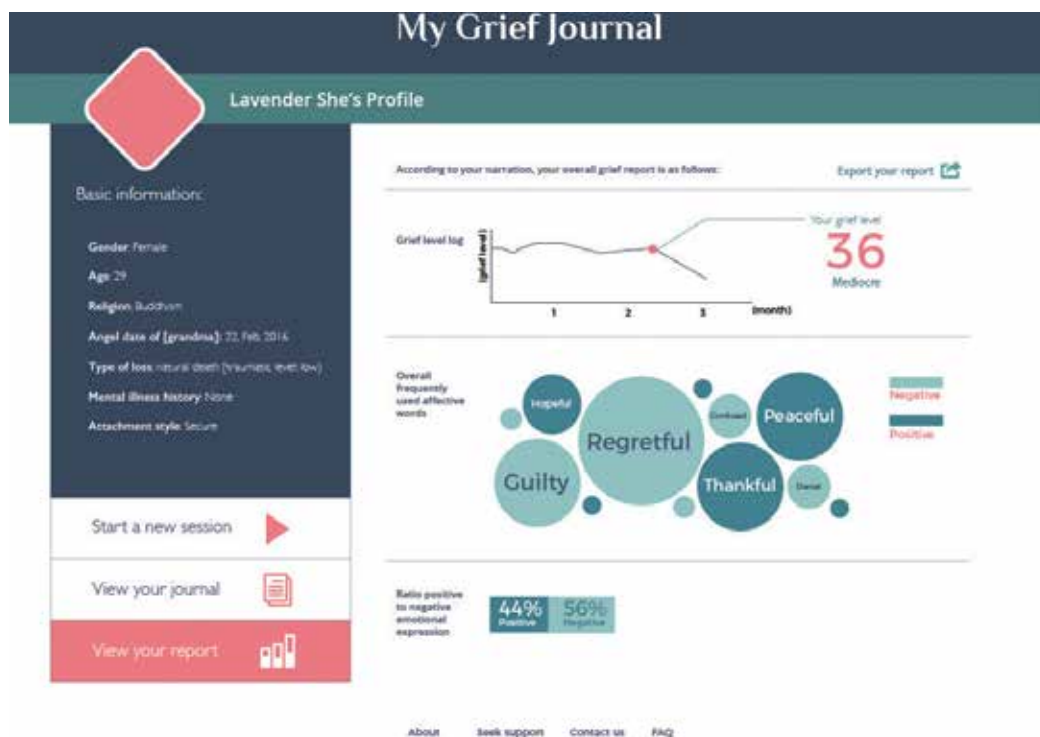 My Grief Journal
Lavender She's Profile
Basic information:
Gender: Female
Age: 29
Religion: Buddhism
Angel date of [grandma]: 22, Feb, 2016
Type of loss: natural death (traumatic level: low)
Mental illness history: None
Attachment style: Secure
Start a new session
View your journal
View your report
According to your narration, your overall grief report is as follows:
Export your report
Grief level log
(grief level)
1 2 3 (month)
Your grief level
36
Mediocre
Overall
frequently
used affective
words
Hopeful
Regretful
Guilty
Confused
Peaceful
Thankful
Denial
Negative
Positive
Ratio positive
to negative
emotional
expression
44%
Positive
56%
Negative
About Seek support Contact us FAQ